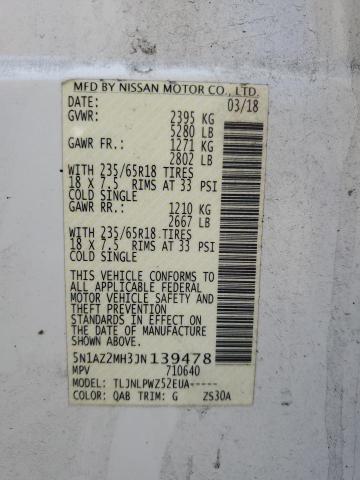 MFD BY NISSAN MOTOR CO., LTD.
DATE: 03/18
GVWR: 2395 KG
5280 LB
GAWR FR.: 1271 KG
2802 LB
WITH 235/65R18 TIRES
18 X 7.5 RIMS AT 33 PSI
COLD SINGLE
GAWR RR.: 1210 KG
2667 LB
WITH 235/65R18 TIRES
18 X 7.5 RIMS AT 33 PSI
COLD SINGLE
THIS VEHICLE CONFORMS TO
ALL APPLICABLE FEDERAL
MOTOR VEHICLE SAFETY AND
THEFT PREVENTION
STANDARDS IN EFFECT ON
THE DATE OF MANUFACTURE
SHOWN ABOVE.
5N1AZ2MH3JN139478
MPV 710640
MODEL: TLJNLPWZ52EUA-----
COLOR: QAB TRIM: G ZS30A